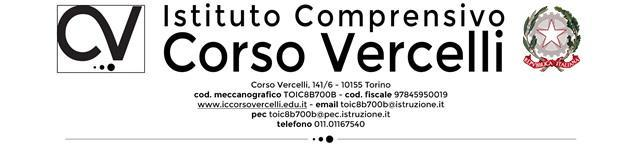 CV
Istituto Comprensivo
Corso Vercelli
REPVBBLICA ITALIANA
Corso Vercelli, 141/6 - 10155 Torino
cod. meccanografico TOIC8B700B - cod. fiscale 97845950019
www.iccorsovercelli.edu.it - email toic8b700b@istruzione.it
pec toic8b700b@pec.istruzione.it
telefono 011.01167540